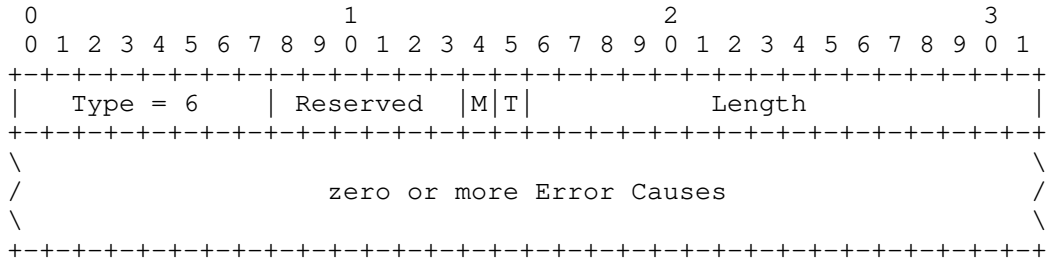 0                   1                   2                   3
 0 1 2 3 4 5 6 7 8 9 0 1 2 3 4 5 6 7 8 9 0 1 2 3 4 5 6 7 8 9 0 1
+-+-+-+-+-+-+-+-+-+-+-+-+-+-+-+-+-+-+-+-+-+-+-+-+-+-+-+-+-+-+-+-+
|   Type = 6    | Reserved  |M|T|           Length              |
+-+-+-+-+-+-+-+-+-+-+-+-+-+-+-+-+-+-+-+-+-+-+-+-+-+-+-+-+-+-+-+-+
\                                                               \
/                   zero or more Error Causes                   /
\                                                               \
+-+-+-+-+-+-+-+-+-+-+-+-+-+-+-+-+-+-+-+-+-+-+-+-+-+-+-+-+-+-+-+-+